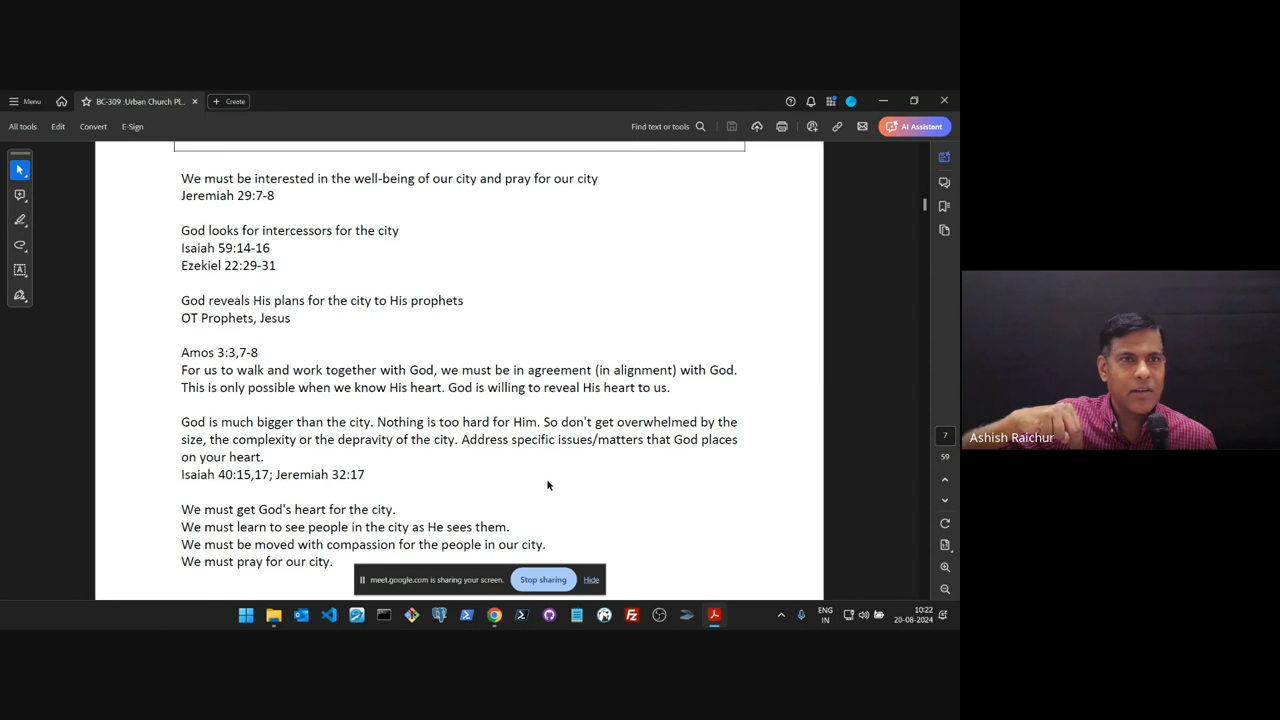 Menu
BC-309 :Urban Church Pl...
Create
All tools
Edit
Convert
E-Sign
Find text or tools
AI Assistant
We must be interested in the well-being of our city and pray for our city
Jeremiah 29:7-8
God looks for intercessors for the city
Isaiah 59:14-16
Ezekiel 22:29-31
God reveals His plans for the city to His prophets
OT Prophets, Jesus
Amos 3:3,7-8
For us to walk and work together with God, we must be in agreement (in alignment) with God.
This is only possible when we know His heart. God is willing to reveal His heart to us.
God is much bigger than the city. Nothing is too hard for Him. So don't get overwhelmed by the
size, the complexity or the depravity of the city. Address specific issues/matters that God places
on your heart.
Isaiah 40:15,17; Jeremiah 32:17
We must get God's heart for the city.
We must learn to see people in the city as He sees them.
We must be moved with compassion for the people in our city.
We must pray for our city.
7
59
Ashish Raichur
meet.google.com is sharing your screen.
Stop sharing
Hide
ENG
IN
10:22
20-08-2024